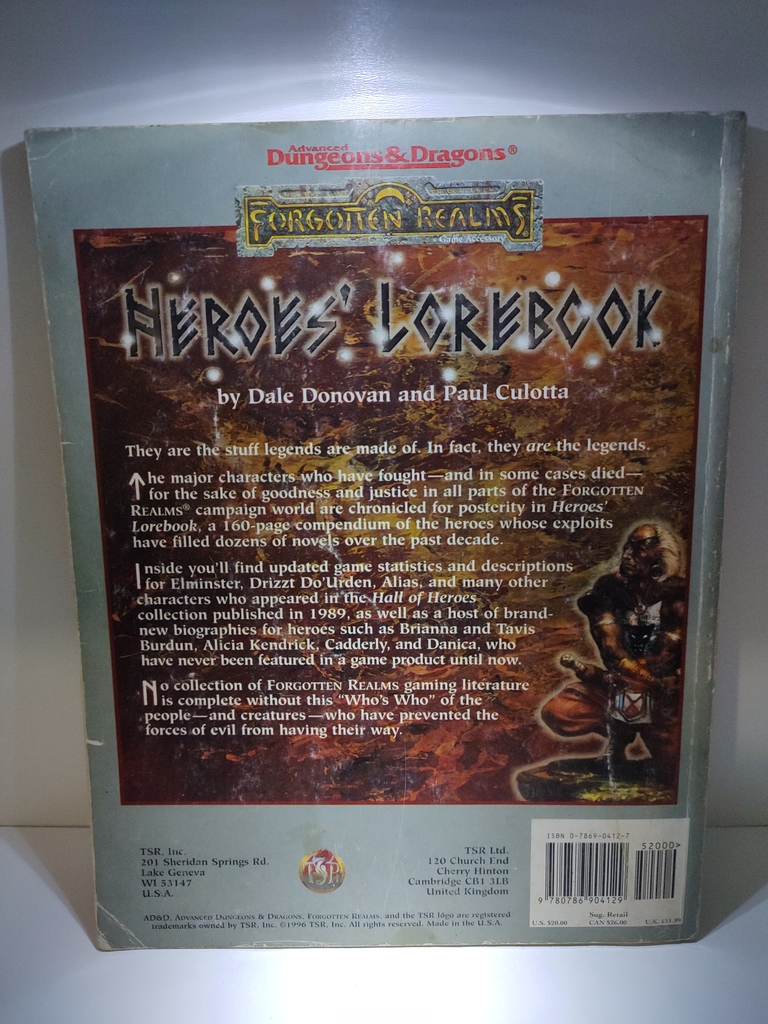 Advanced
Dungeons & Dragons®
FORGOTTEN REALMS
Game Accessory
HEROES' LOREBOOK
by Dale Donovan and Paul Culotta
They are the stuff legends are made of. In fact, they are the legends.
The major characters who have fought—and in some cases died—
for the sake of goodness and justice in all parts of the FORGOTTEN
REALMS® campaign world are chronicled for posterity in Heroes'
Lorebook, a 160-page compendium of the heroes whose exploits
have filled dozens of novels over the past decade.
Inside you'll find updated game statistics and descriptions
for Elminster, Drizzt Do'Urden, Alias, and many other
characters who appeared in the Hall of Heroes
collection published in 1989, as well as a host of brand-
new biographies for heroes such as Brianna and Tavis
Burdun, Alicia Kendrick, Cadderly, and Danica, who
have never been featured in a game product until now.
No collection of FORGOTTEN REALMS gaming literature
is complete without this "Who's Who" of the
people—and creatures—who have prevented the
forces of evil from having their way.
TSR, Inc.
201 Sheridan Springs Rd.
Lake Geneva
WI 53147
U.S.A.
TSR
TSR Ltd.
120 Church End
Cherry Hinton
Cambridge CB1 3LB
United Kingdom
ISBN 0-7869-0412-7
52000>
9 780786 904129
Sug. Retail
U.S. $20.00 CAN $26.00 U.K. £11.99
AD&D, ADVANCED DUNGEONS & DRAGONS, FORGOTTEN REALMS, and the TSR logo are registered
trademarks owned by TSR, Inc. ©1996 TSR, Inc. All rights reserved. Made in the U.S.A.